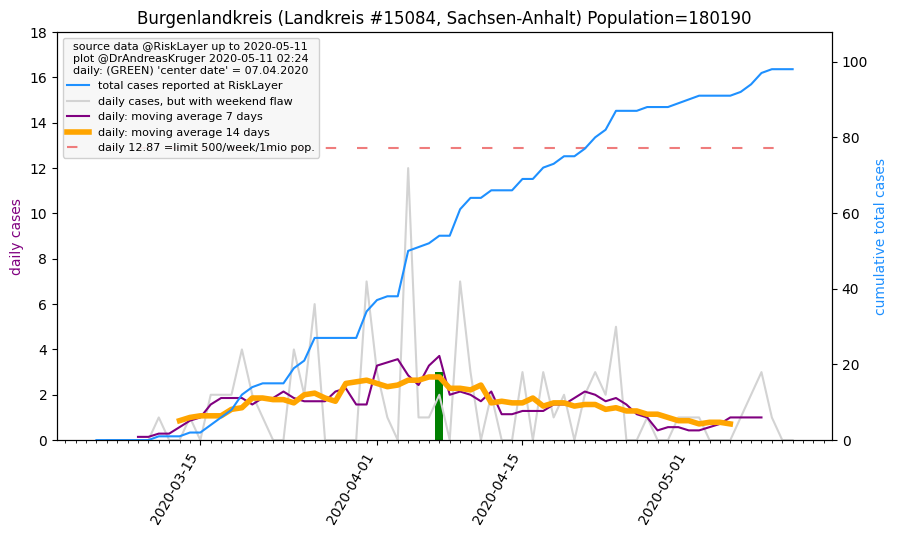 Burgenlandkreis (Landkreis #15084, Sachsen-Anhalt) Population=180190
source data @RiskLayer up to 2020-05-11
plot @DrAndreasKruger 2020-05-11 02:24
daily: (GREEN) 'center date' = 07.04.2020
total cases reported at RiskLayer
daily cases, but with weekend flaw
daily: moving average 7 days
daily: moving average 14 days
daily 12.87 =limit 500/week/1mio pop.
18
16
14
12
10
8
6
4
2
0
daily cases
100
80
60
40
20
0
cumulative total cases
2020-03-15
2020-04-01
2020-04-15
2020-05-01